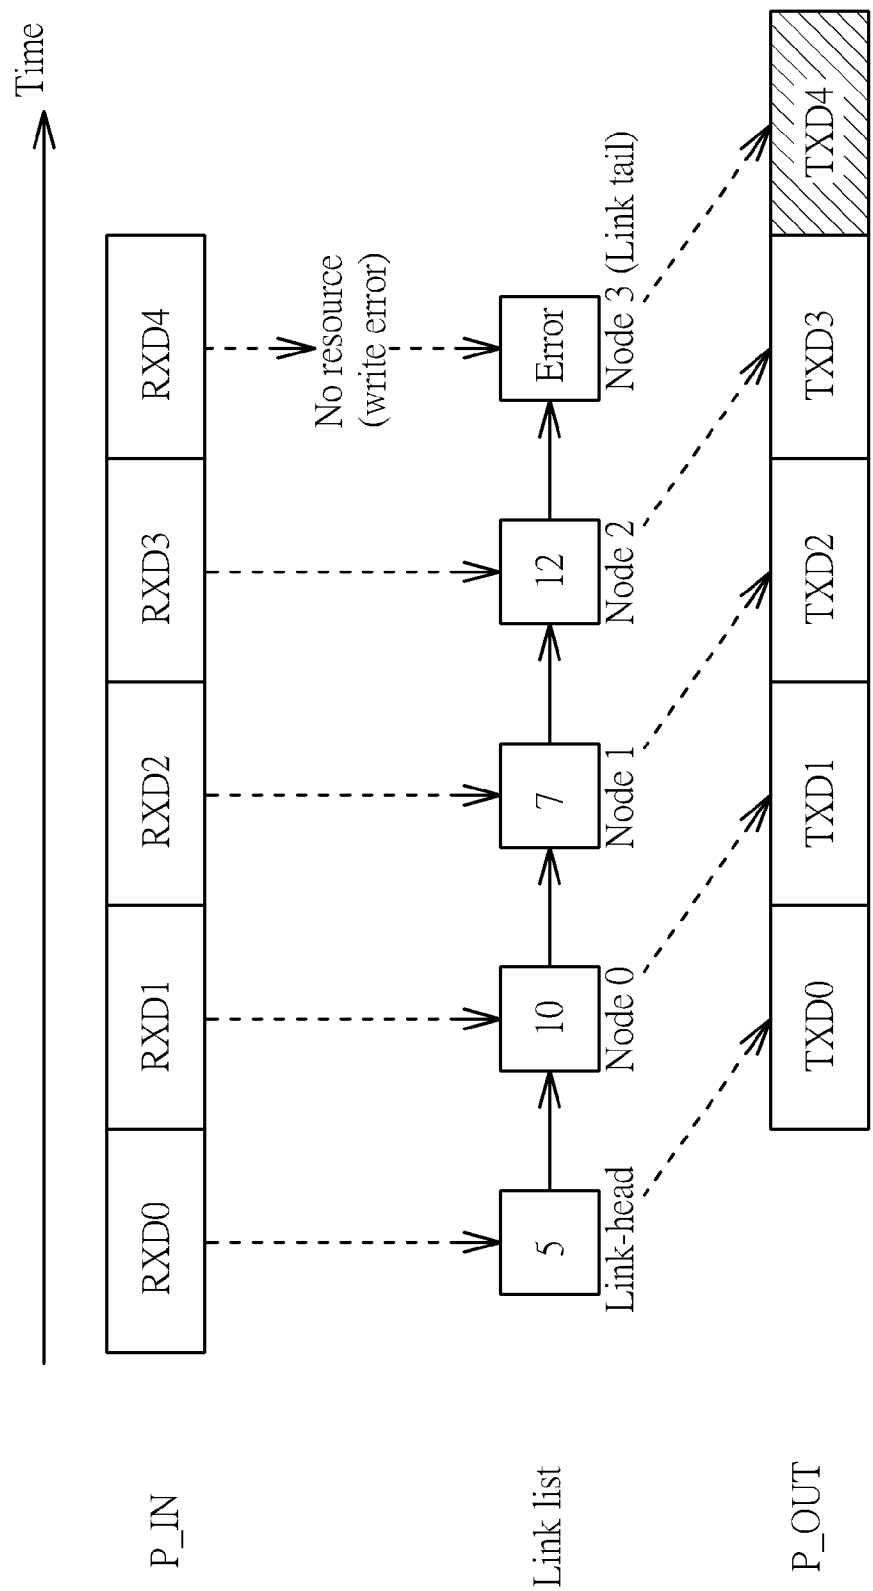 Time
P_IN
RXD0
RXD1
RXD2
RXD3
RXD4
No resource
(write error)
Link list
5
10
7
12
Error
Link-head
Node 0
Node 1
Node 2
Node 3 (Link tail)
P_OUT
TXD0
TXD1
TXD2
TXD3
TXD4